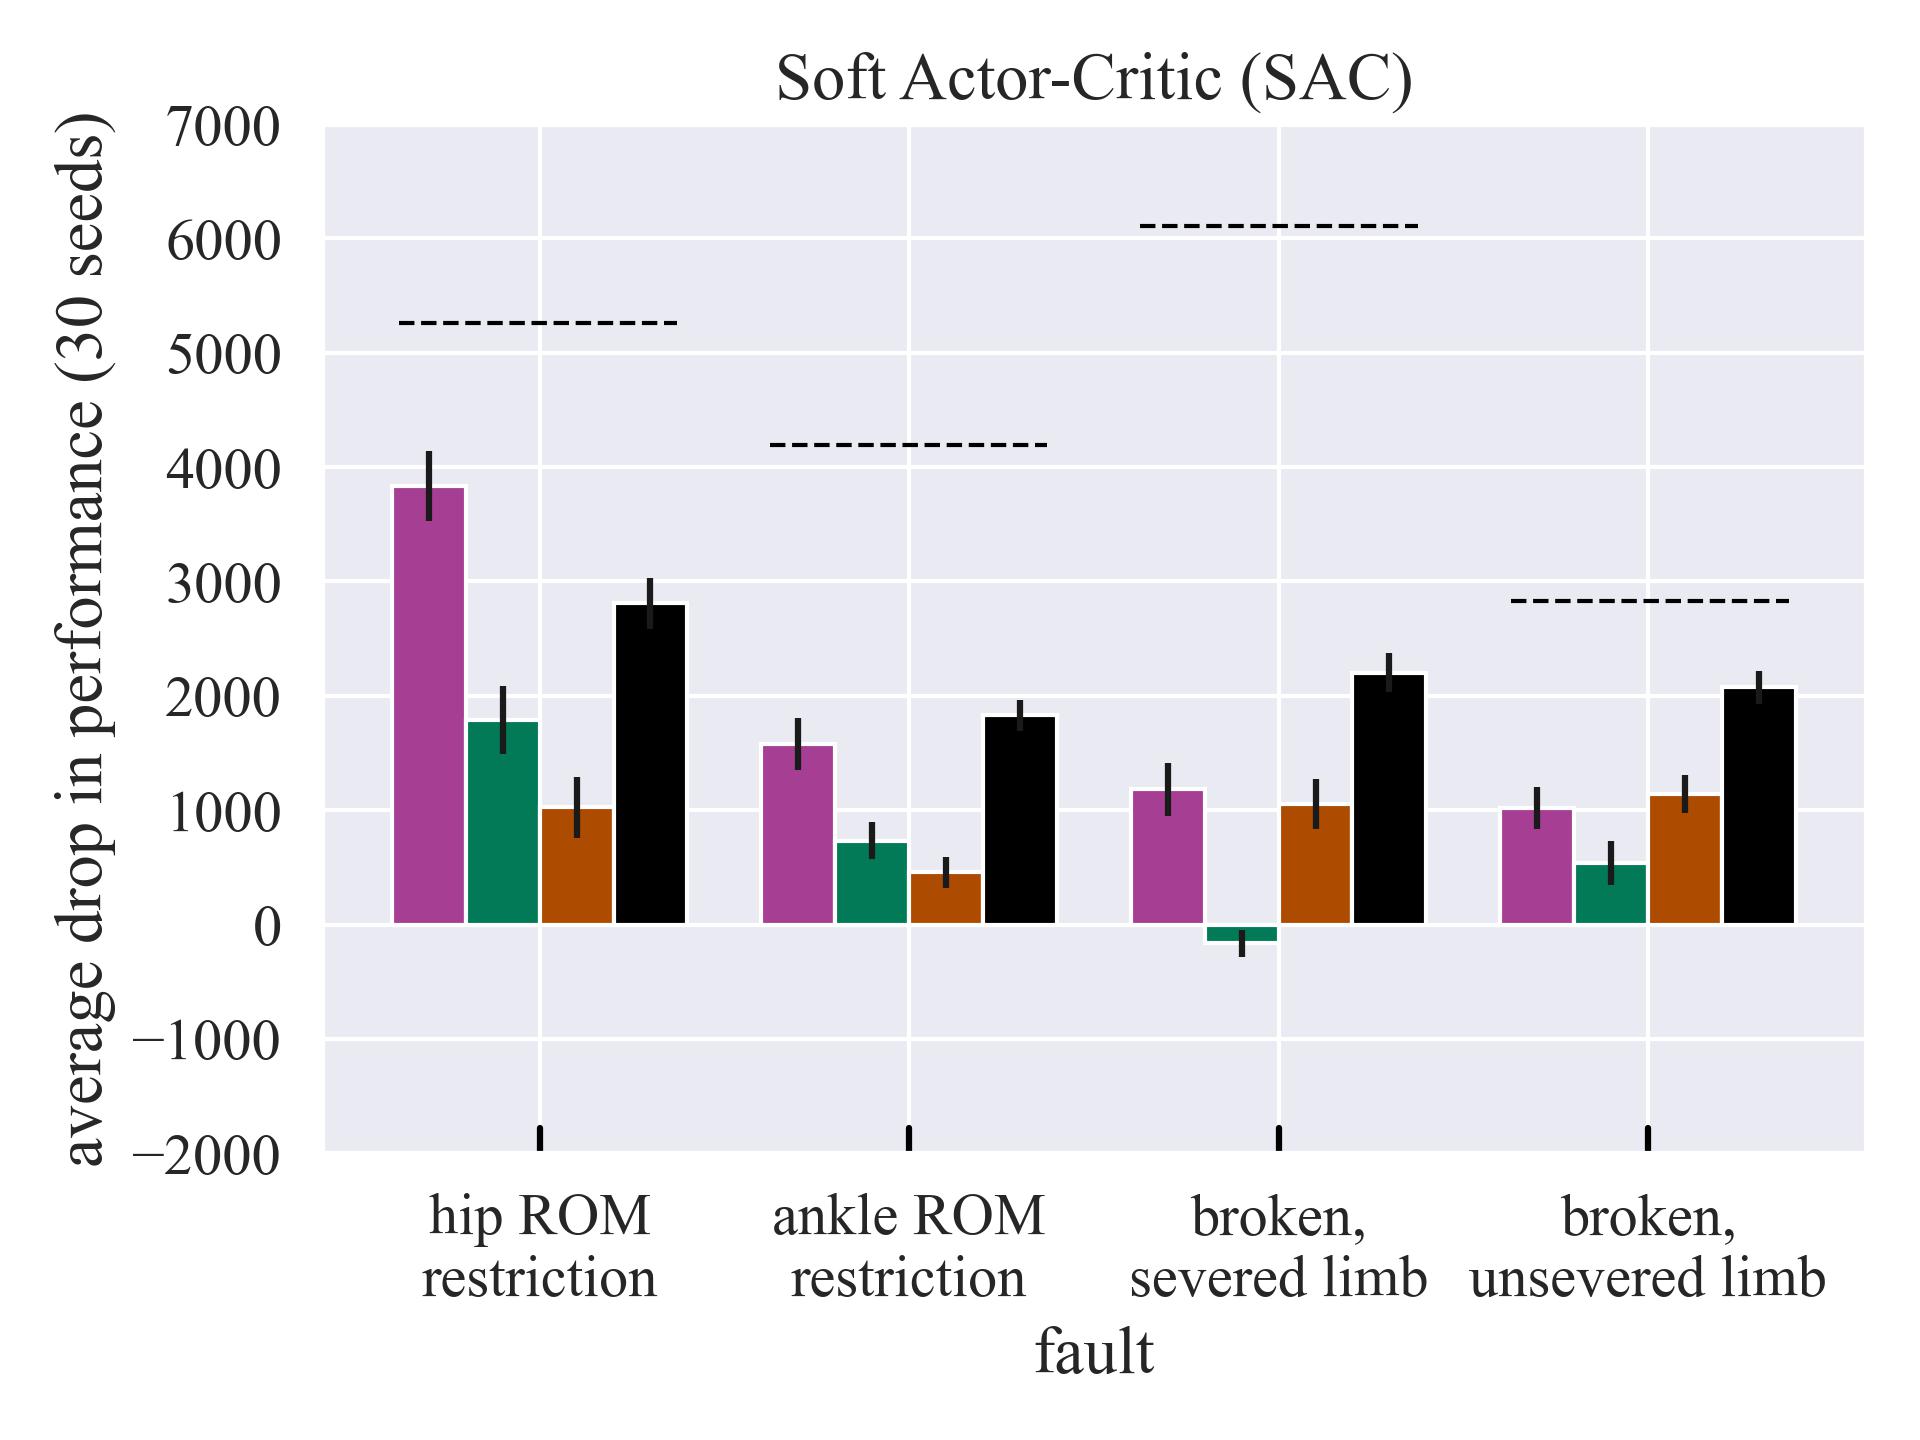 Soft Actor-Critic (SAC)
average drop in performance (30 seeds)
7000
6000
5000
4000
3000
2000
1000
0
−1000
−2000
hip ROM
restriction
ankle ROM
restriction
broken,
severed limb
broken,
unsevered limb
fault